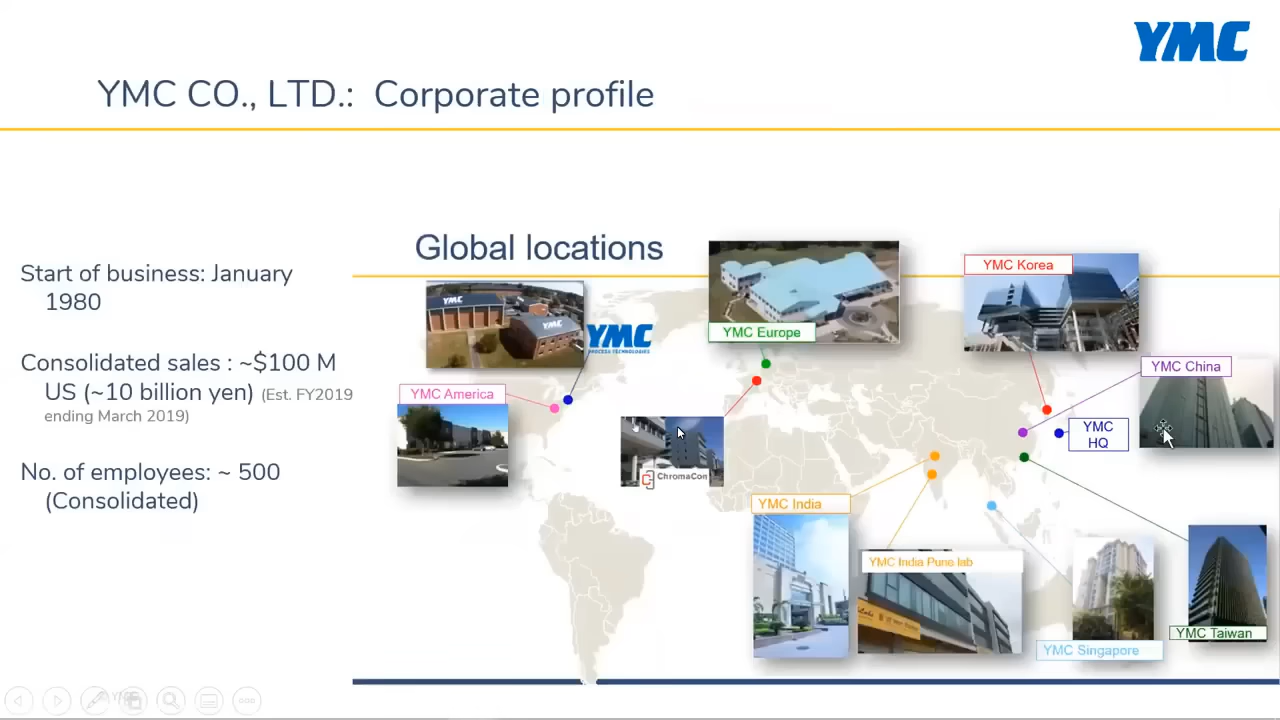 YMC
YMC CO., LTD.: Corporate profile
Global locations
Start of business: January
1980
Consolidated sales : ~$100 M
US (~10 billion yen) (Est. FY2019
ending March 2019)
No. of employees: ~ 500
(Consolidated)
YMC
YMC
YMC
PROCESS TECHNOLOGIES
YMC America
YMC Europe
ChromaCon
YMC Korea
YMC China
YMC
HQ
YMC India
YMC India Pune lab
YMC Singapore
YMC Taiwan